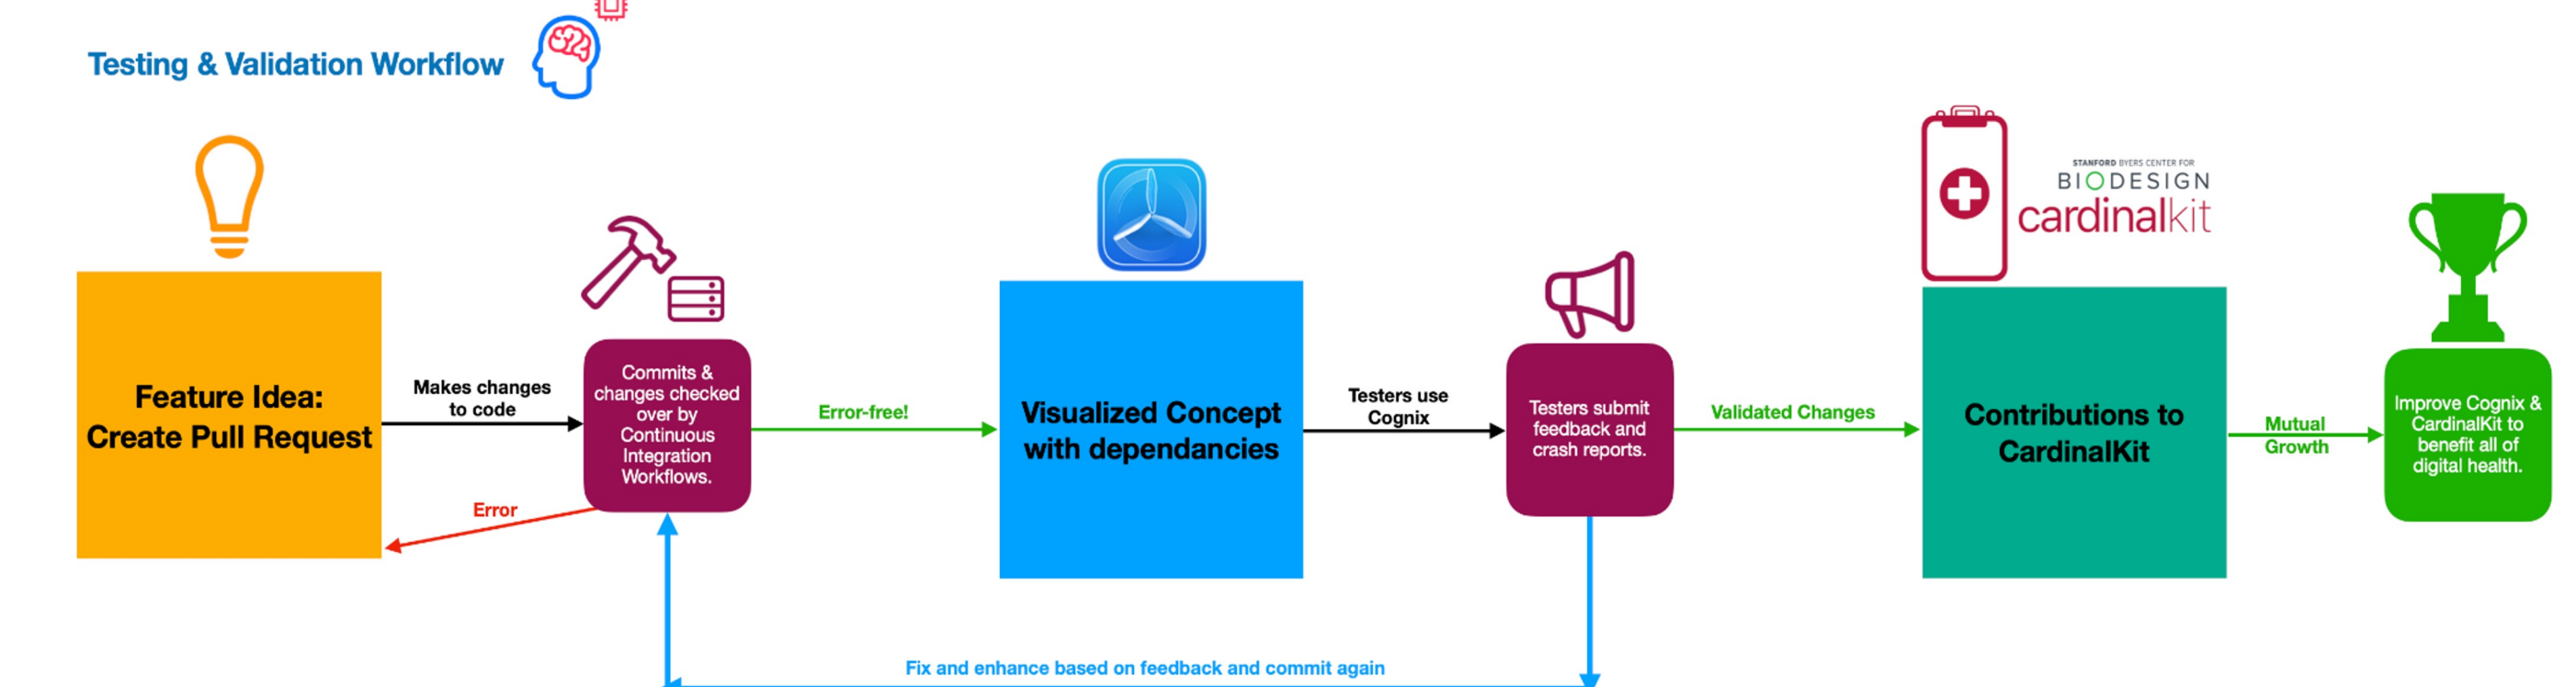 Testing & Validation Workflow
STANFORD BYERS CENTER FOR
BIODESIGN
cardinalkit
Feature Idea:
Create Pull Request
Makes changes
to code
Error
Commits &
changes checked
over by
Continuous
Integration
Workflows.
Error-free!
Visualized Concept
with dependancies
Testers use
Cognix
Testers submit
feedback and
crash reports.
Validated Changes
Contributions to
CardinalKit
Mutual
Growth
Improve Cognix &
CardinalKit to
benefit all of
digital health.
Fix and enhance based on feedback and commit again